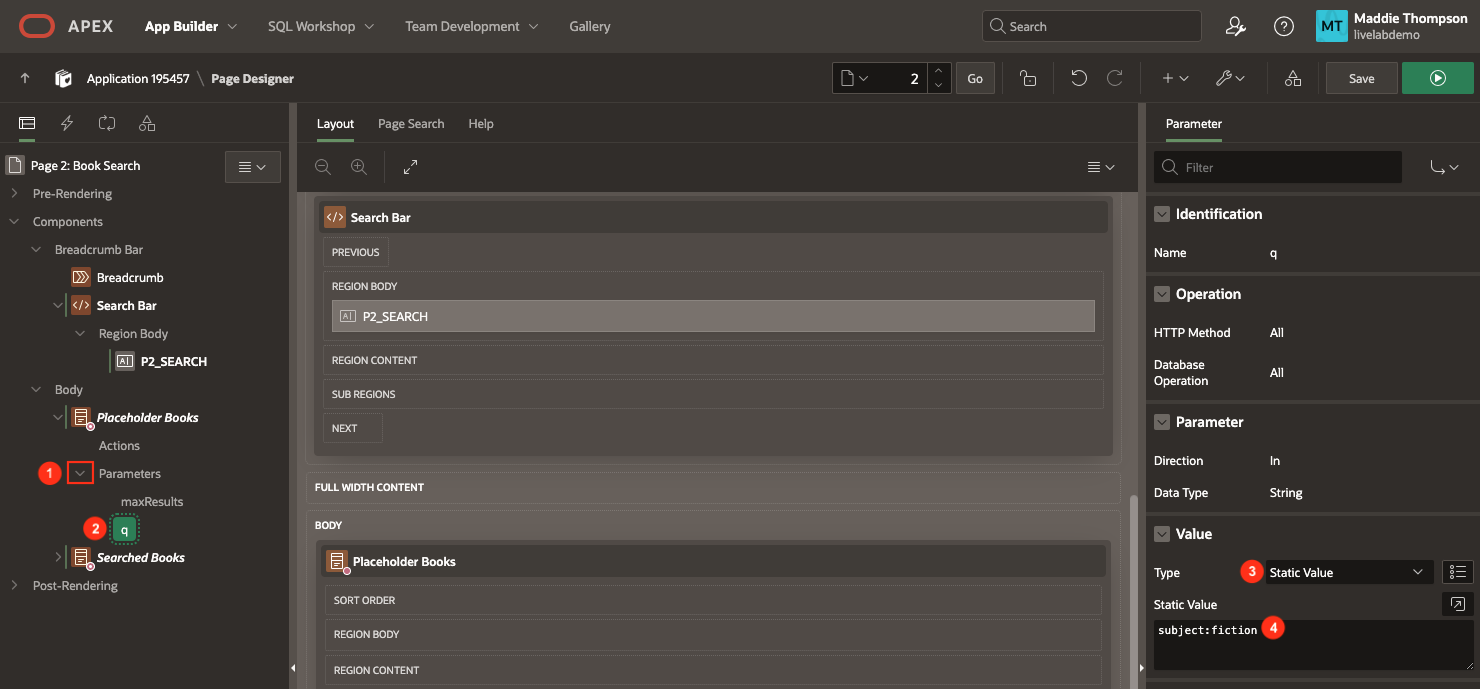 APEX
App Builder
SQL Workshop
Team Development
Gallery
Search
MT
Maddie Thompson
livelabdemo
Application 195457 \ Page Designer
2
Go
Save
Layout
Page Search
Help
Parameter
Page 2: Book Search
Pre-Rendering
Components
Breadcrumb Bar
Breadcrumb
Search Bar
Region Body
P2_SEARCH
Body
Placeholder Books
Actions
1
Parameters
maxResults
2
q
Searched Books
Post-Rendering
Search Bar
PREVIOUS
REGION BODY
P2_SEARCH
REGION CONTENT
SUB REGIONS
NEXT
FULL WIDTH CONTENT
BODY
Placeholder Books
SORT ORDER
REGION BODY
REGION CONTENT
Filter
Identification
Name q
Operation
HTTP Method All
Database
Operation All
Parameter
Direction In
Data Type String
Value
Type 3 Static Value
Static Value
subject:fiction 4